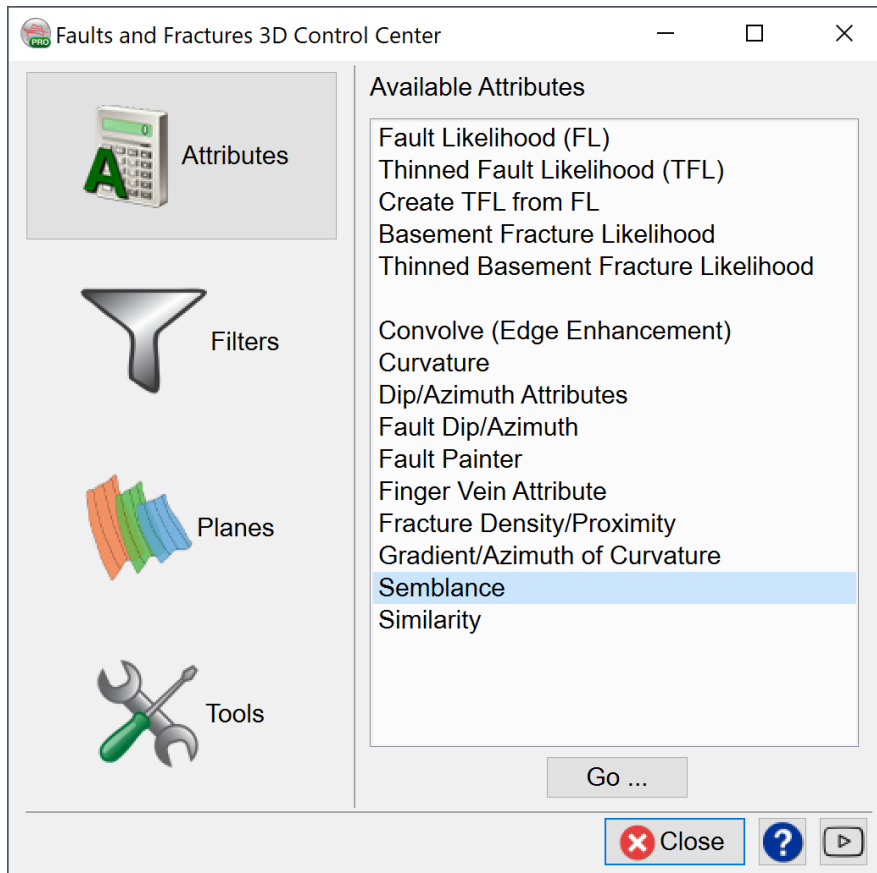 PRO Faults and Fractures 3D Control Center
Attributes
A
0
Filters
Planes
Tools
Available Attributes
Fault Likelihood (FL)
Thinned Fault Likelihood (TFL)
Create TFL from FL
Basement Fracture Likelihood
Thinned Basement Fracture Likelihood
Convolve (Edge Enhancement)
Curvature
Dip/Azimuth Attributes
Fault Dip/Azimuth
Fault Painter
Finger Vein Attribute
Fracture Density/Proximity
Gradient/Azimuth of Curvature
Semblance
Similarity
Go ...
Close
?